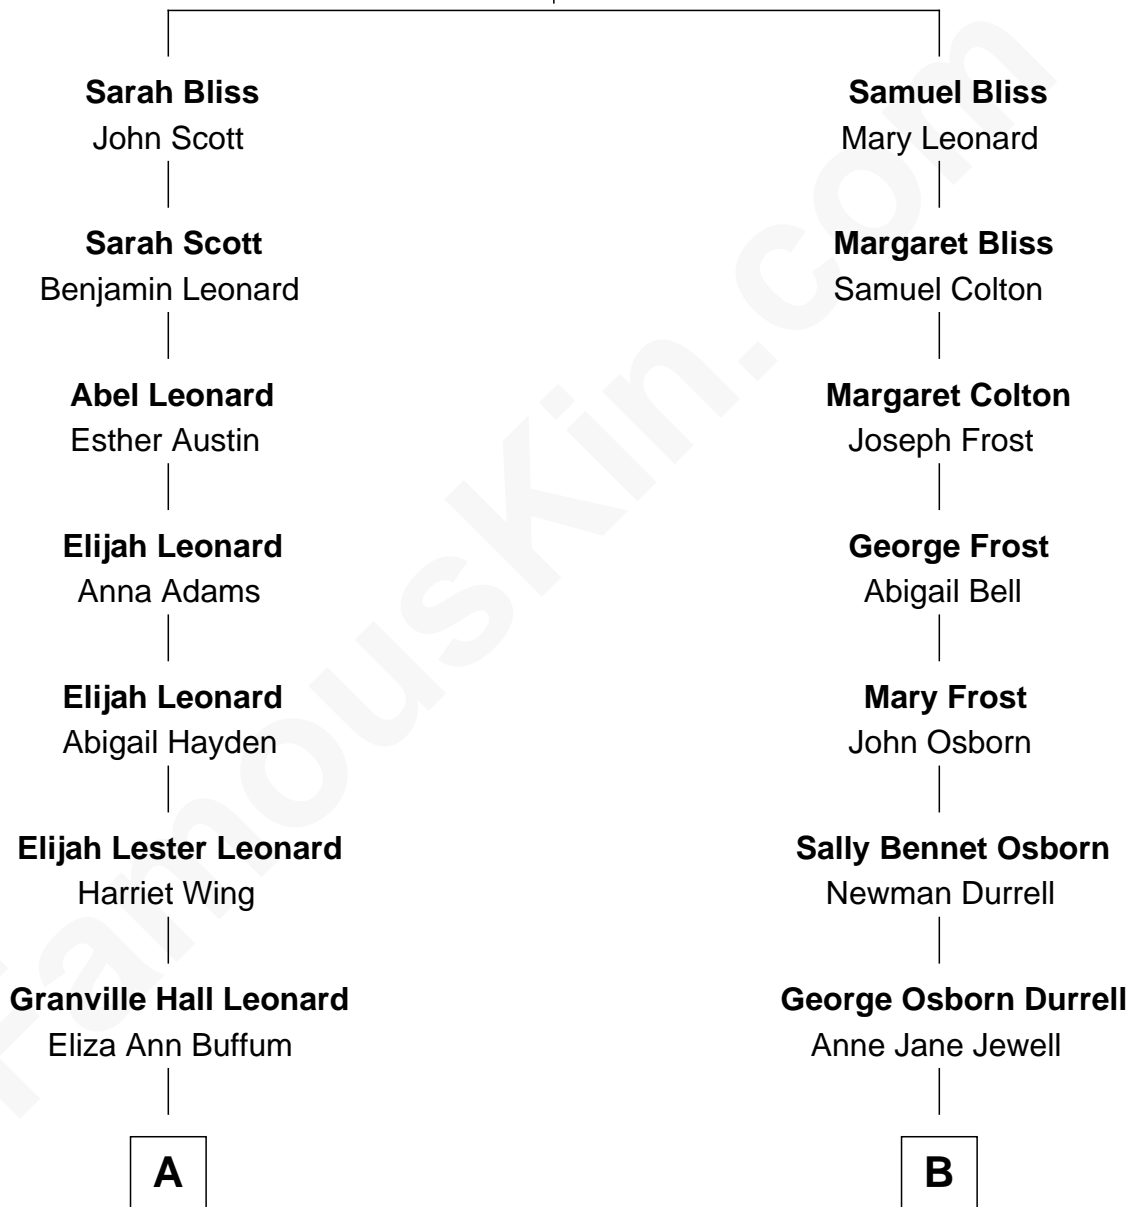 Sarah Bliss
John Scott
Samuel Bliss
Mary Leonard
Sarah Scott
Benjamin Leonard
Margaret Bliss
Samuel Colton
Abel Leonard
Esther Austin
Margaret Colton
Joseph Frost
Elijah Leonard
Anna Adams
George Frost
Abigail Bell
Elijah Leonard
Abigail Hayden
Mary Frost
John Osborn
Elijah Lester Leonard
Harriet Wing
Sally Bennet Osborn
Newman Durrell
Granville Hall Leonard
Eliza Ann Buffum
George Osborn Durrell
Anne Jane Jewell
A
B
FamousKin.com